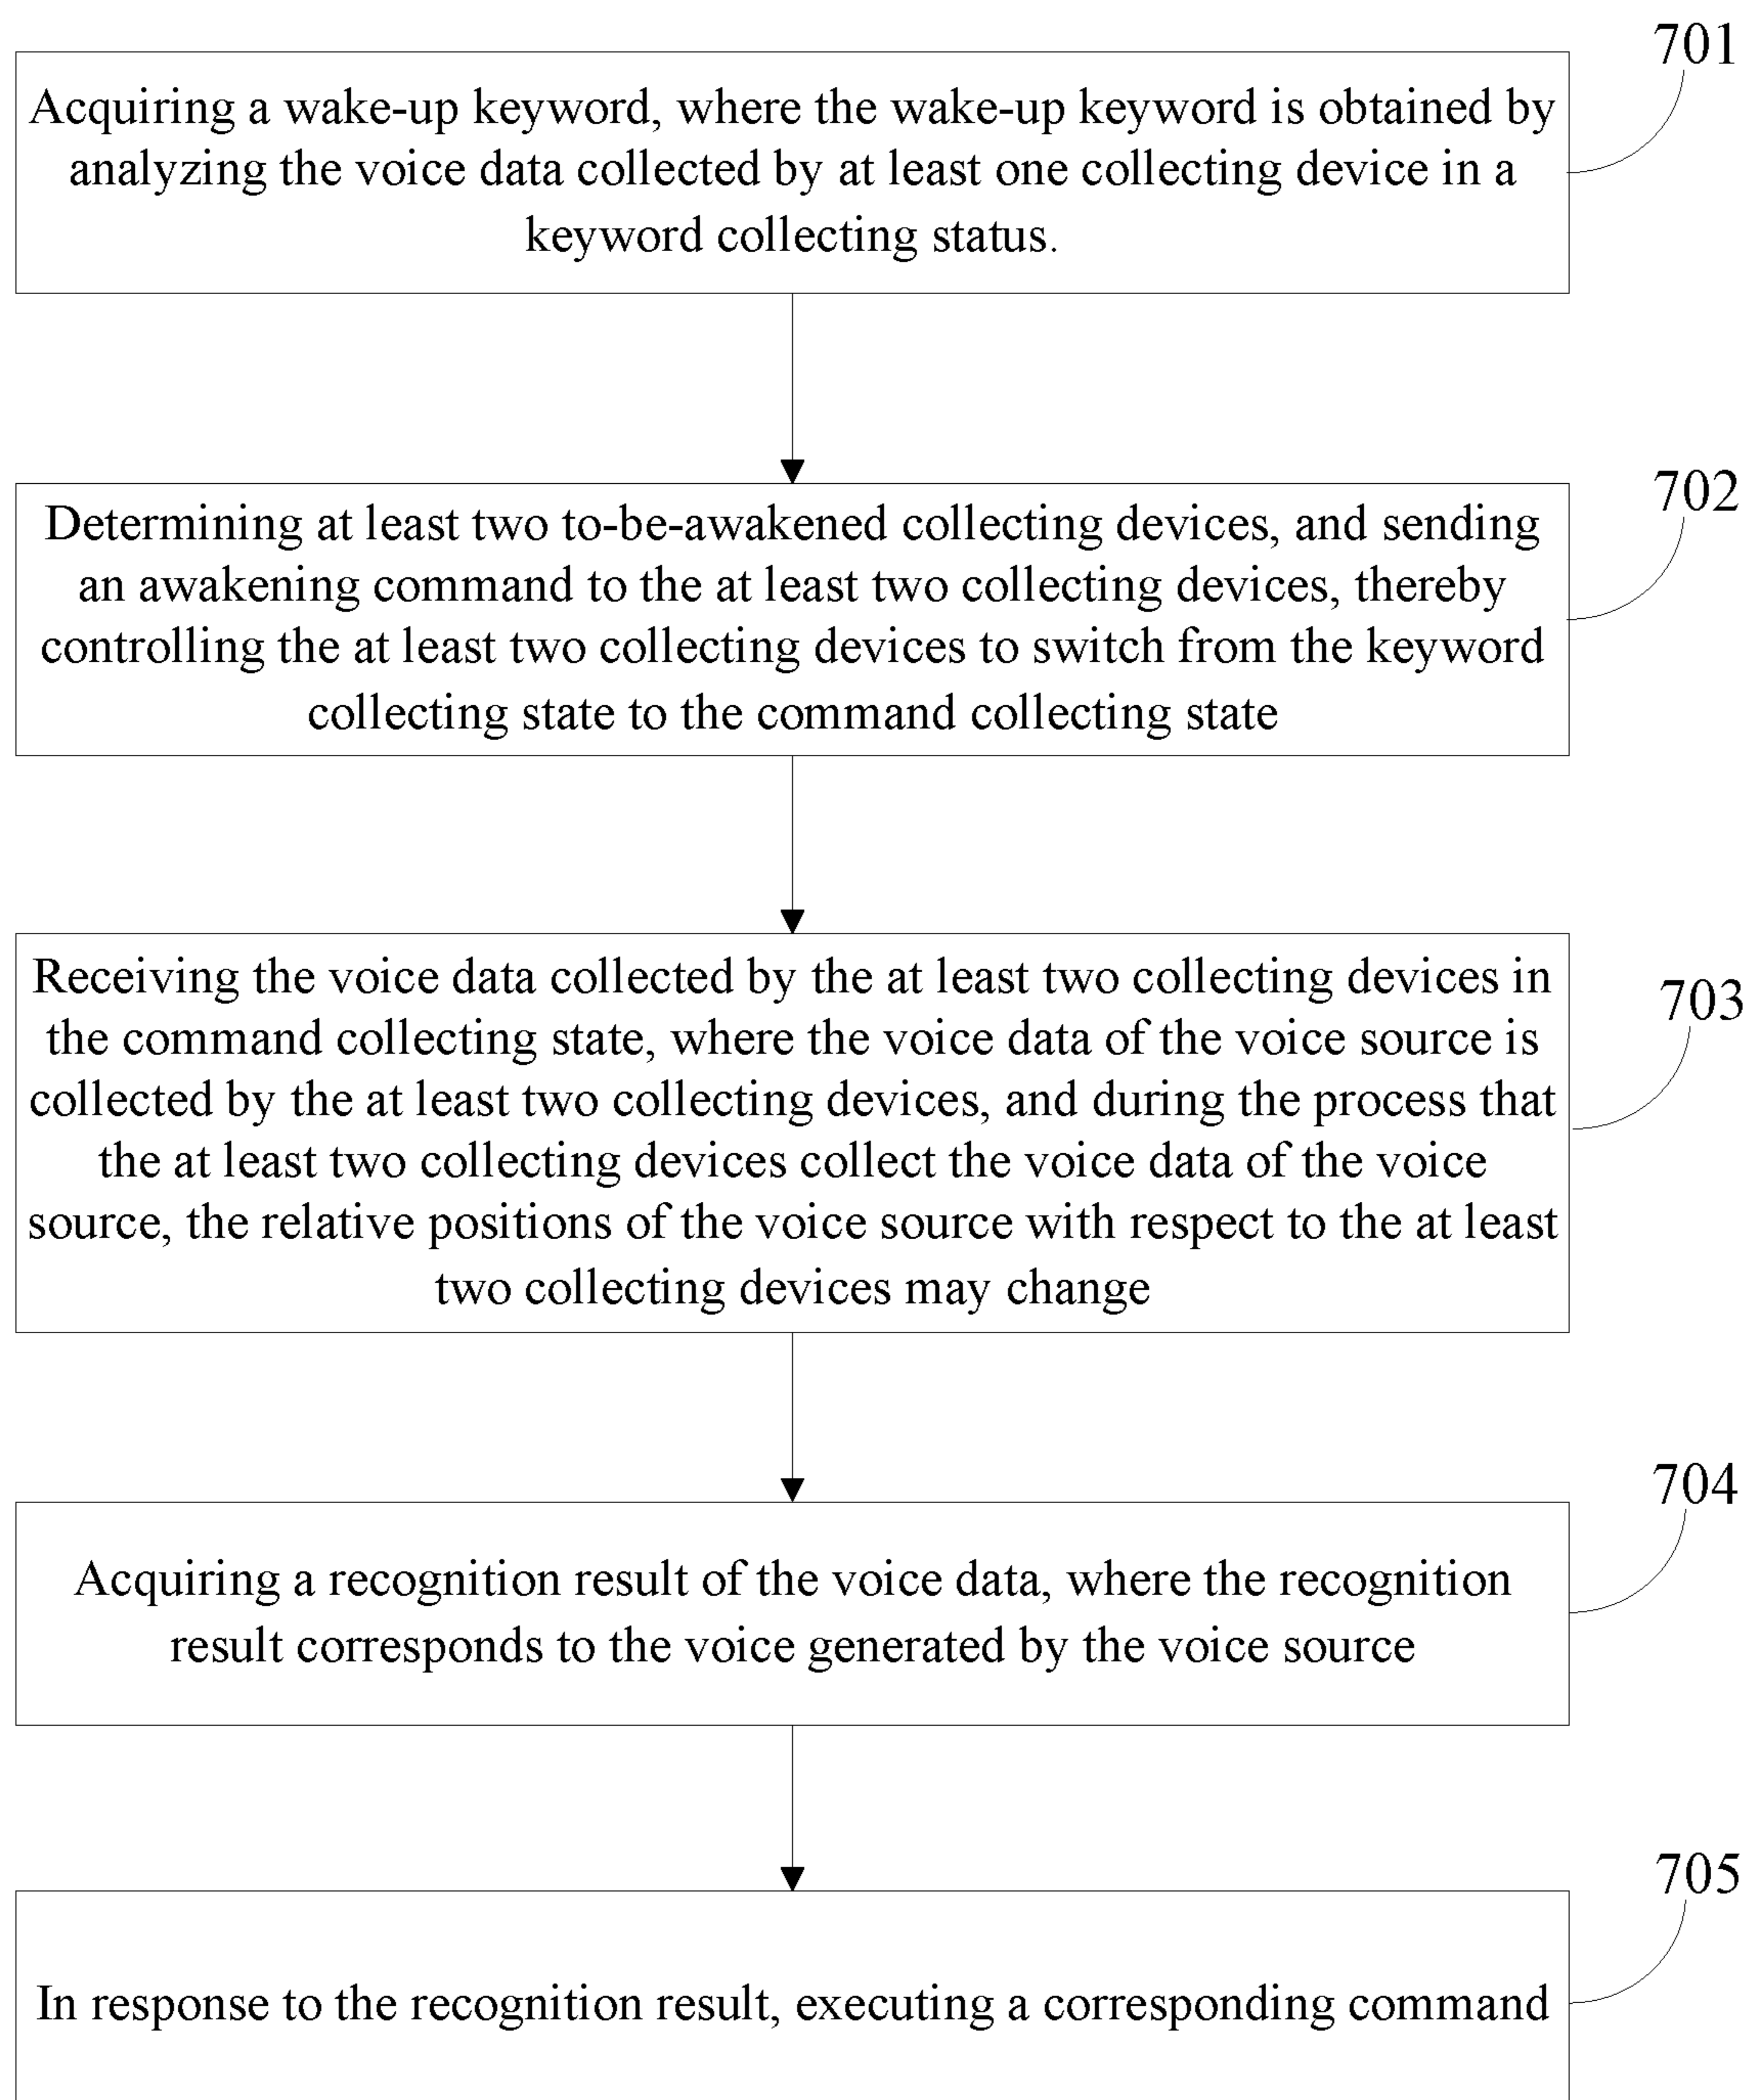 701
Acquiring a wake-up keyword, where the wake-up keyword is obtained by
analyzing the voice data collected by at least one collecting device in a
keyword collecting status.
702
Determining at least two to-be-awakened collecting devices, and sending
an awakening command to the at least two collecting devices, thereby
controlling the at least two collecting devices to switch from the keyword
collecting state to the command collecting state
703
Receiving the voice data collected by the at least two collecting devices in
the command collecting state, where the voice data of the voice source is
collected by the at least two collecting devices, and during the process that
the at least two collecting devices collect the voice data of the voice
source, the relative positions of the voice source with respect to the at least
two collecting devices may change
704
Acquiring a recognition result of the voice data, where the recognition
result corresponds to the voice generated by the voice source
705
In response to the recognition result, executing a corresponding command